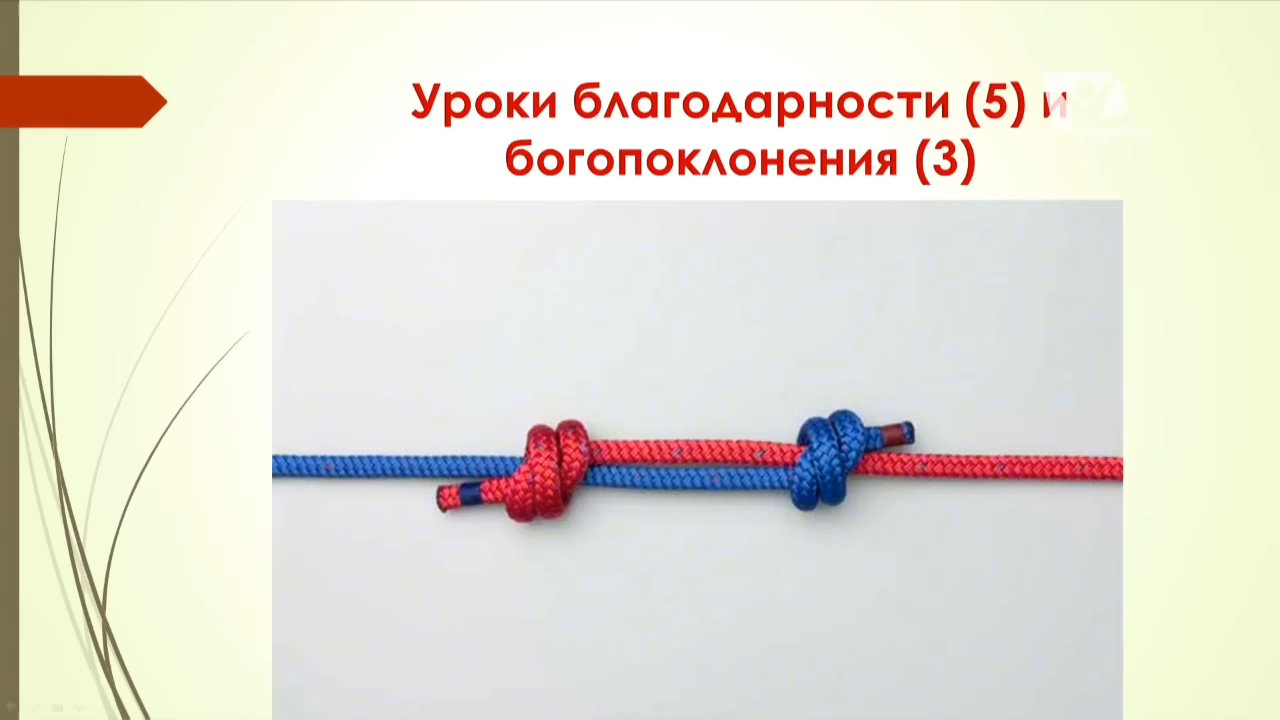 Уроки благодарности (5) и
богопоклонения (3)